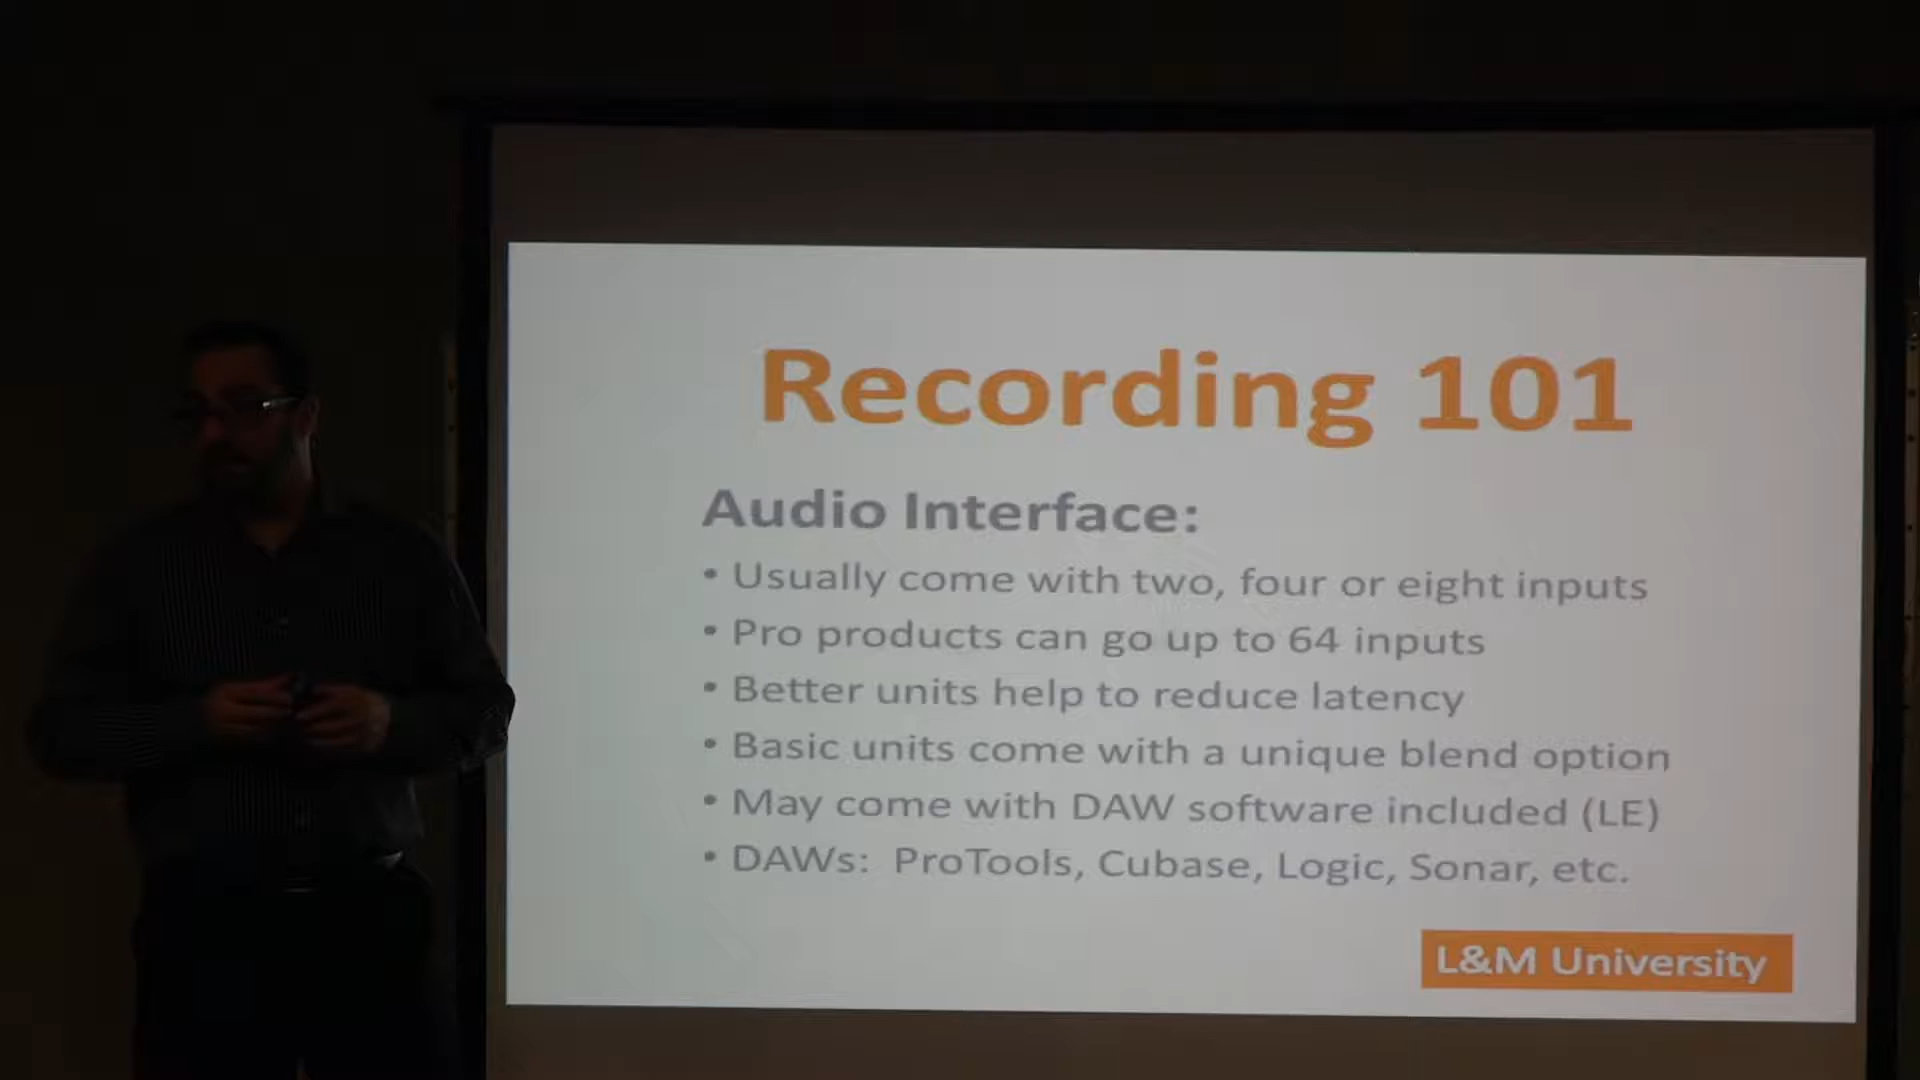 Recording 101
Audio Interface:
• Usually come with two, four or eight inputs
• Pro products can go up to 64 inputs
• Better units help to reduce latency
• Basic units come with a unique blend option
• May come with DAW software included (LE)
• DAWs: ProTools, Cubase, Logic, Sonar, etc.
L&M University